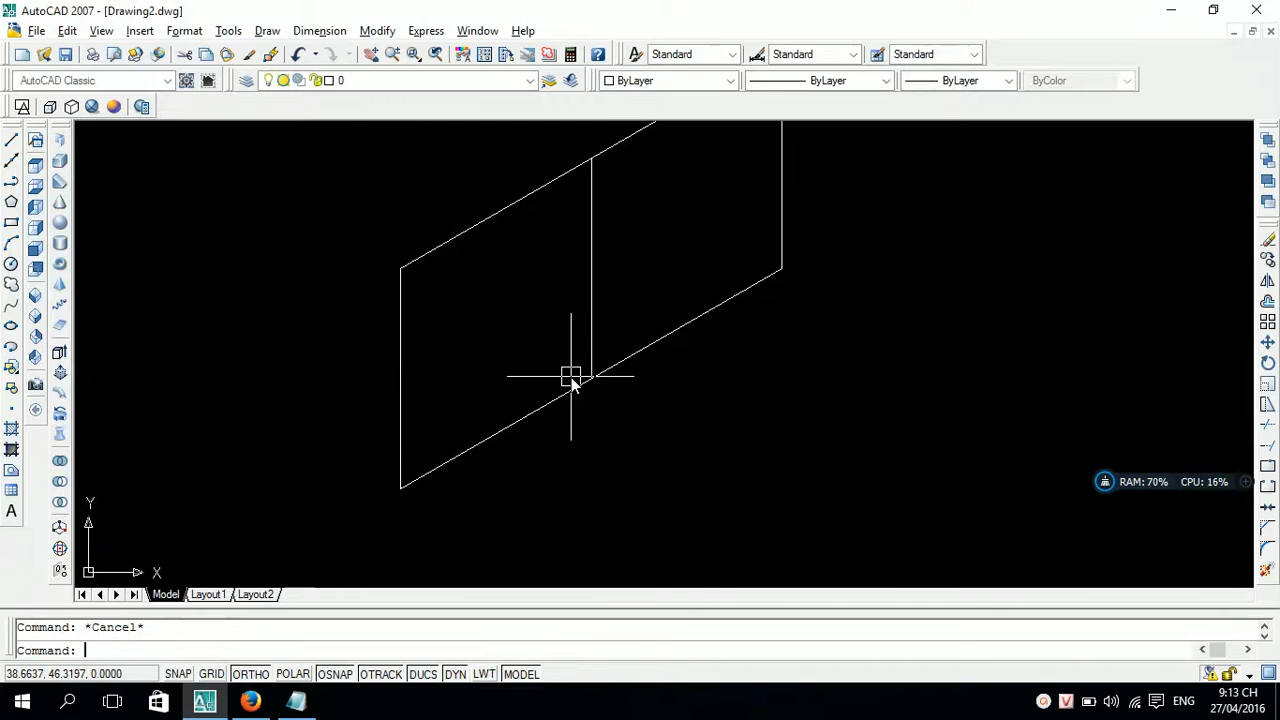 AutoCAD 2007 - [Drawing2.dwg]
File Edit View Insert Format Tools Draw Dimension Modify Express Window Help
Standard Standard Standard
AutoCAD Classic 0 ByLayer ByLayer ByLayer ByColor
A
Y
X
RAM: 70% CPU: 16%
Model Layout1 Layout2
Command: *Cancel*
Command:
38.6637, 46.3197, 0.0000 SNAP GRID ORTHO POLAR OSNAP OTRACK DUCS DYN LWT MODEL
ENG
9:13 CH
27/04/2016